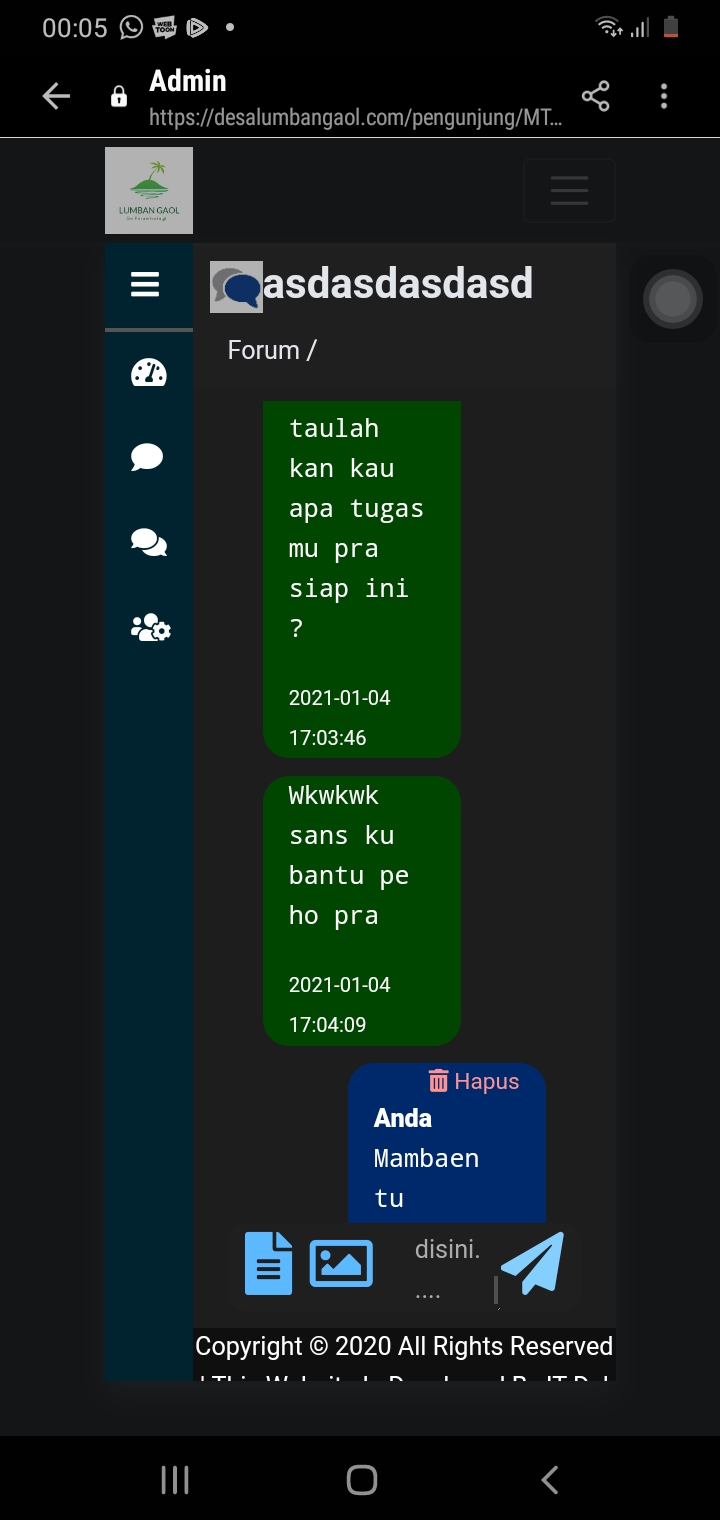 00:05
WEB
TOON
Admin
https://desalumbangaol.com/pengunjung/MT...
LUMBAN GAOL
asdasdasdasd
Forum /
taulah
kan kau
apa tugas
mu pra
siap ini
?
2021-01-04
17:03:46
Wkwkwk
sans ku
bantu pe
ho pra
2021-01-04
17:04:09
Hapus
Anda
Mambaen
tu
disini.
....
Copyright © 2020 All Rights Reserved